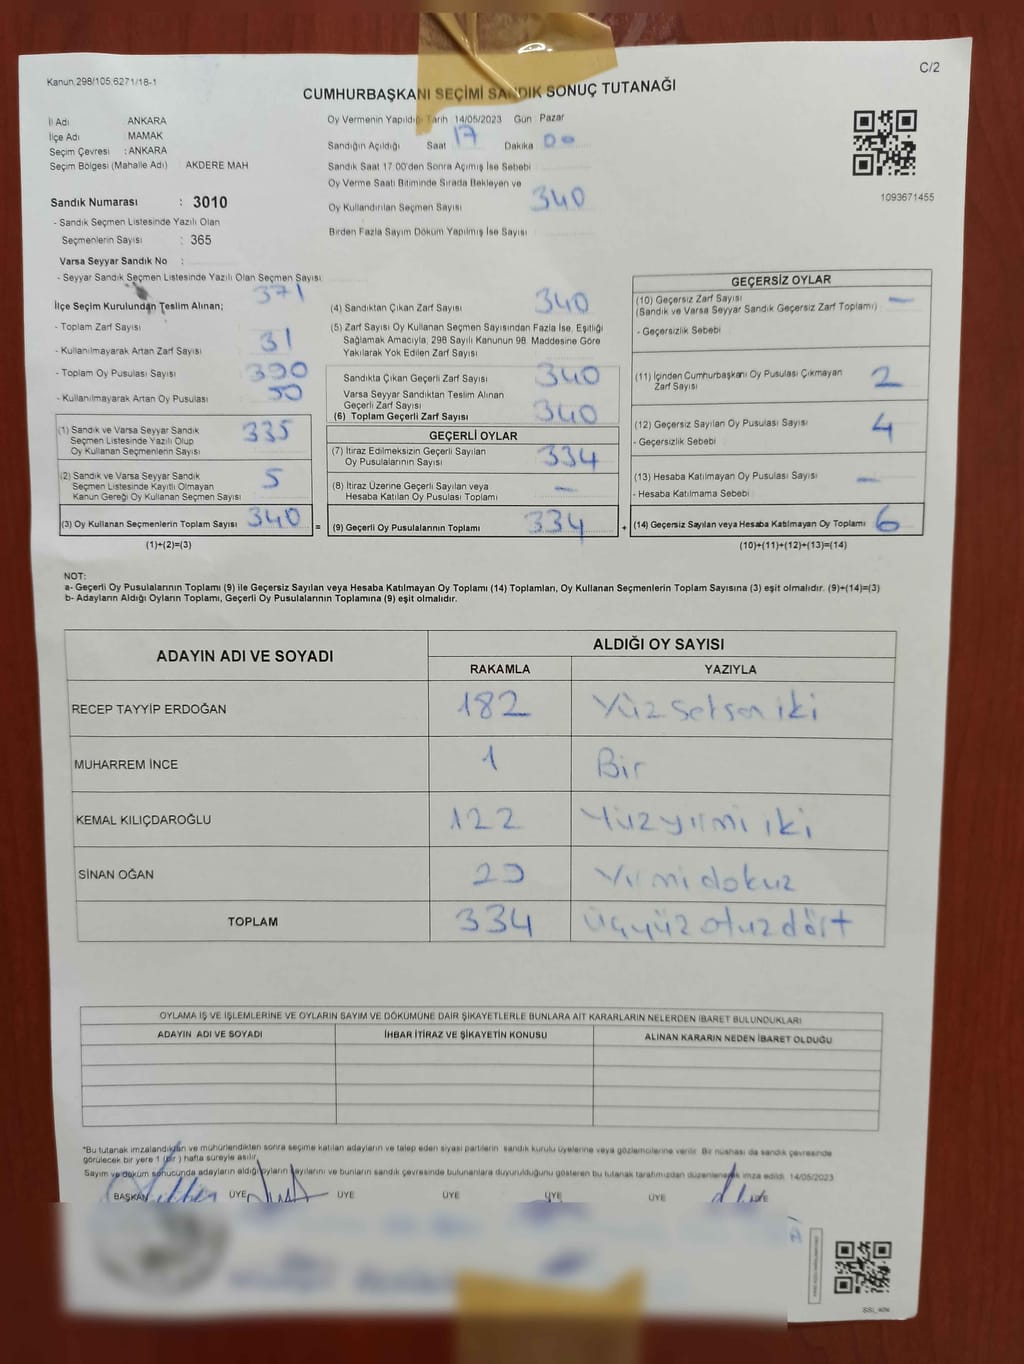 Kanun 298/105 6271/18-1
C/2
CUMHURBAŞKANI SEÇİMİ SANDIK SONUÇ TUTANAĞI
İl Adı ANKARA
İlçe Adı MAMAK
Seçim Çevresi : ANKARA
Seçim Bölgesi (Mahalle Adı) AKDERE MAH
Sandık Numarası : 3010
- Sandık Seçmen Listesinde Yazılı Olan
Seçmenlerin Sayısı : 365
Varsa Seyyar Sandık No :
- Seyyar Sandık Seçmen Listesinde Yazılı Olan Seçmen Sayısı
Oy Vermenin Yapıldığı Tarih 14/05/2023 Gün Pazar
Sandığın Açıldığı Saat 17 Dakika 00
Sandık Saat 17 00'den Sonra Açımış İse Sebebi
Oy Verme Saati Bitiminde Sırada Bekleyen ve
Oy Kullandırılan Seçmen Sayısı 340
Birden Fazla Sayım Döküm Yapılmış İse Sayısı
1093671455
İlçe Seçim Kurulundan Teslim Alınan;
- Toplam Zarf Sayısı 371
- Kullanılmayarak Artan Zarf Sayısı 31
- Toplam Oy Pusulası Sayısı 390
- Kullanılmayarak Artan Oy Pusulası 50
(1) Sandık ve Varsa Seyyar Sandık
Seçmen Listesinde Yazılı Olup
Oy Kullanan Seçmenlerin Sayısı 335
(2) Sandık ve Varsa Seyyar Sandık
Seçmen Listesinde Kayıtlı Olmayan
Kanun Gereği Oy Kullanan Seçmen Sayısı 5
(3) Oy Kullanan Seçmenlerin Toplam Sayısı 340 =
(1)+(2)=(3)
(4) Sandıktan Çıkan Zarf Sayısı 340
(5) Zarf Sayısı Oy Kullanan Seçmen Sayısından Fazla İse, Eşitliği
Sağlamak Amacıyla, 298 Sayılı Kanunun 98. Maddesine Göre
Yakılarak Yok Edilen Zarf Sayısı
Sandıkta Çıkan Geçerli Zarf Sayısı 340
Varsa Seyyar Sandıktan Teslim Alınan
Geçerli Zarf Sayısı
(6) Toplam Geçerli Zarf Sayısı 340
GEÇERLİ OYLAR
(7) İtiraz Edilmeksizin Geçerli Sayılan
Oy Pusulalarının Sayısı 334
(8) İtiraz Üzerine Geçerli Sayılan veya
Hesaba Katılan Oy Pusulası Toplamı —
(9) Geçerli Oy Pusulalarının Toplamı 334 +
GEÇERSİZ OYLAR
(10) Geçersiz Zarf Sayısı —
(Sandık ve Varsa Seyyar Sandık Geçersiz Zarf Toplamı)
- Geçersizlik Sebebi
(11) İçinden Cumhurbaşkanı Oy Pusulası Çıkmayan
Zarf Sayısı 2
(12) Geçersiz Sayılan Oy Pusulası Sayısı 4
- Geçersizlik Sebebi
(13) Hesaba Katılmayan Oy Pusulası Sayısı —
- Hesaba Katılmama Sebebi
(14) Geçersiz Sayılan veya Hesaba Katılmayan Oy Toplamı 6
(10)+(11)+(12)+(13)=(14)
NOT:
a- Geçerli Oy Pusulalarının Toplamı (9) ile Geçersiz Sayılan veya Hesaba Katılmayan Oy Toplamı (14) Toplamları, Oy Kullanan Seçmenlerin Toplam Sayısına (3) eşit olmalıdır. (9)+(14)=(3)
b- Adayların Aldığı Oyların Toplamı, Geçerli Oy Pusulalarının Toplamına (9) eşit olmalıdır.
ADAYIN ADI VE SOYADI ALDIĞI OY SAYISI
RAKAMLA YAZIYLA
RECEP TAYYİP ERDOĞAN 182 Yüz seksen iki
MUHARREM İNCE 1 Bir
KEMAL KILIÇDAROĞLU 122 Yüz yirmi iki
SİNAN OĞAN 29 Yirmi dokuz
TOPLAM 334 Üçyüz otuz dört
OYLAMA İŞ VE İŞLEMLERİNE VE OYLARIN SAYIM VE DÖKÜMÜNE DAİR ŞİKAYETLERLE BUNLARA AİT KARARLARIN NELERDEN İBARET BULUNDUKLARI
ADAYIN ADI VE SOYADI İHBAR İTİRAZ VE ŞİKAYETİN KONUSU ALINAN KARARIN NEDEN İBARET OLDUĞU
*Bu tutanak imzalandıktan ve mühürlendikten sonra seçime katılan adayların ve talep eden siyasi partilerin sandık kurulu üyelerine veya gözlemcilerine verilir. Bir nüshası da sandık çevresinde
görülecek bir yere 1 (bir) hafta süreyle asılır.
Sayım ve döküm sonucunda adayların aldığı oyların sayılarını ve bunların sandık çevresinde bulunanlara duyurulduğunu gösteren bu tutanak tarafımızdan düzenlenerek imza edildi. 14/05/2023
BAŞKAN ÜYE ÜYE ÜYE ÜYE ÜYE ÜYE